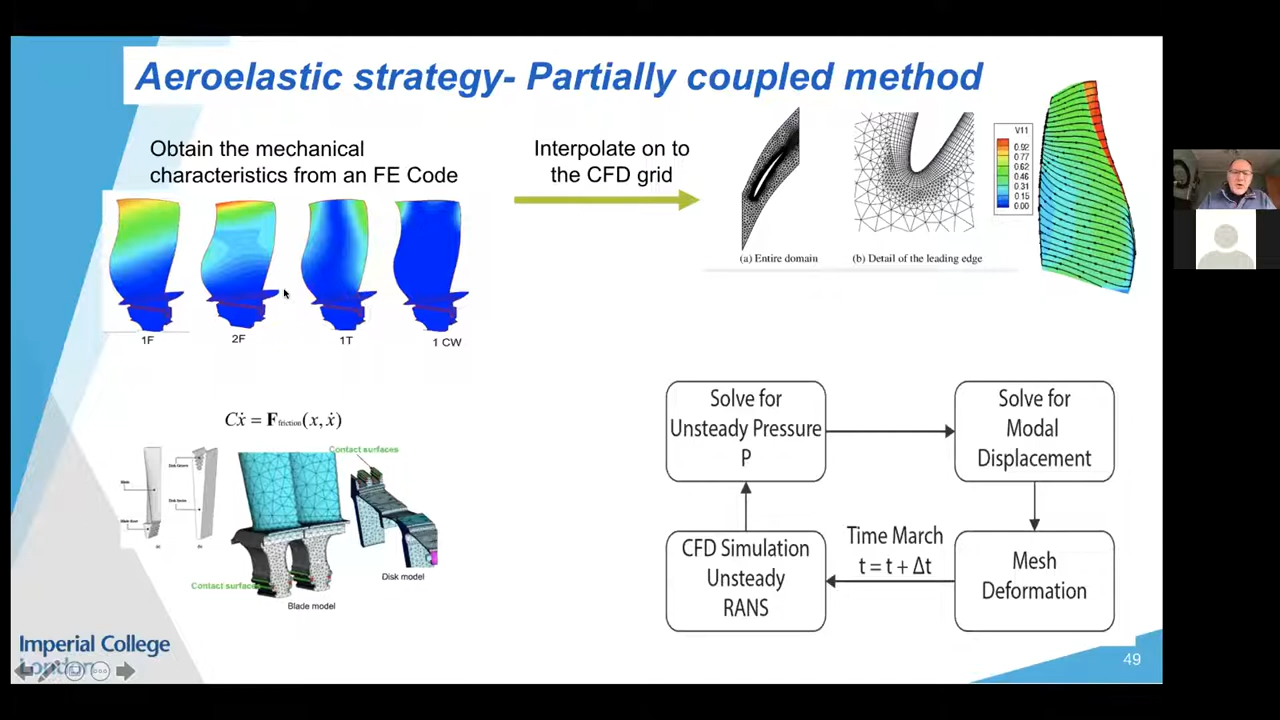 Aeroelastic strategy- Partially coupled method
Obtain the mechanical
characteristics from an FE Code
Interpolate on to
the CFD grid
V11
0.92
0.77
0.62
0.46
0.31
0.15
0.00
(a) Entire domain
(b) Detail of the leading edge
1F
2F
1T
1 CW
Cẋ = F friction(x, ẋ)
Contact surfaces
Contact surfaces
Disk model
Blade model
Solve for
Unsteady Pressure
P
Solve for
Modal
Displacement
CFD Simulation
Unsteady
RANS
Time March
t = t + Δt
Mesh
Deformation
Imperial College
London
49